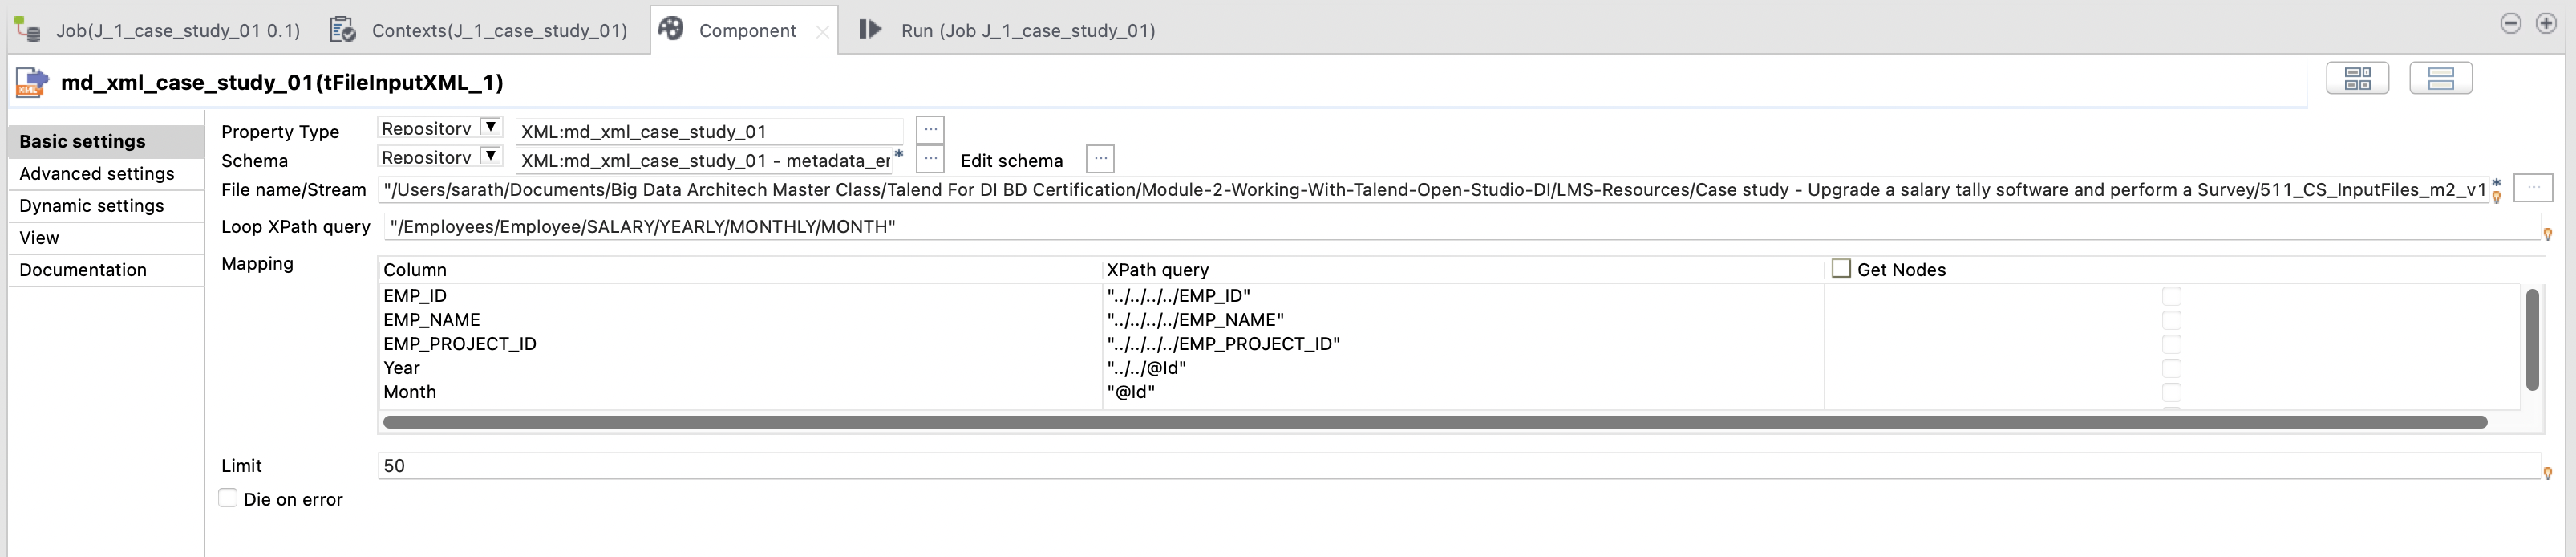 Job(J_1_case_study_01 0.1) Contexts(J_1_case_study_01) Component Run (Job J_1_case_study_01)
md_xml_case_study_01(tFileInputXML_1)
Basic settings
Advanced settings
Dynamic settings
View
Documentation
Property Type Repository XML:md_xml_case_study_01 ...
Schema Repository XML:md_xml_case_study_01 - metadata_er * ... Edit schema ...
File name/Stream "/Users/sarath/Documents/Big Data Architech Master Class/Talend For DI BD Certification/Module-2-Working-With-Talend-Open-Studio-DI/LMS-Resources/Case study - Upgrade a salary tally software and perform a Survey/511_CS_InputFiles_m2_v1 * ...
Loop XPath query "/Employees/Employee/SALARY/YEARLY/MONTHLY/MONTH"
Mapping
Column XPath query Get Nodes
EMP_ID "../../../../EMP_ID"
EMP_NAME "../../../../EMP_NAME"
EMP_PROJECT_ID "../../../../EMP_PROJECT_ID"
Year "../../@Id"
Month "@Id"
Limit 50
Die on error